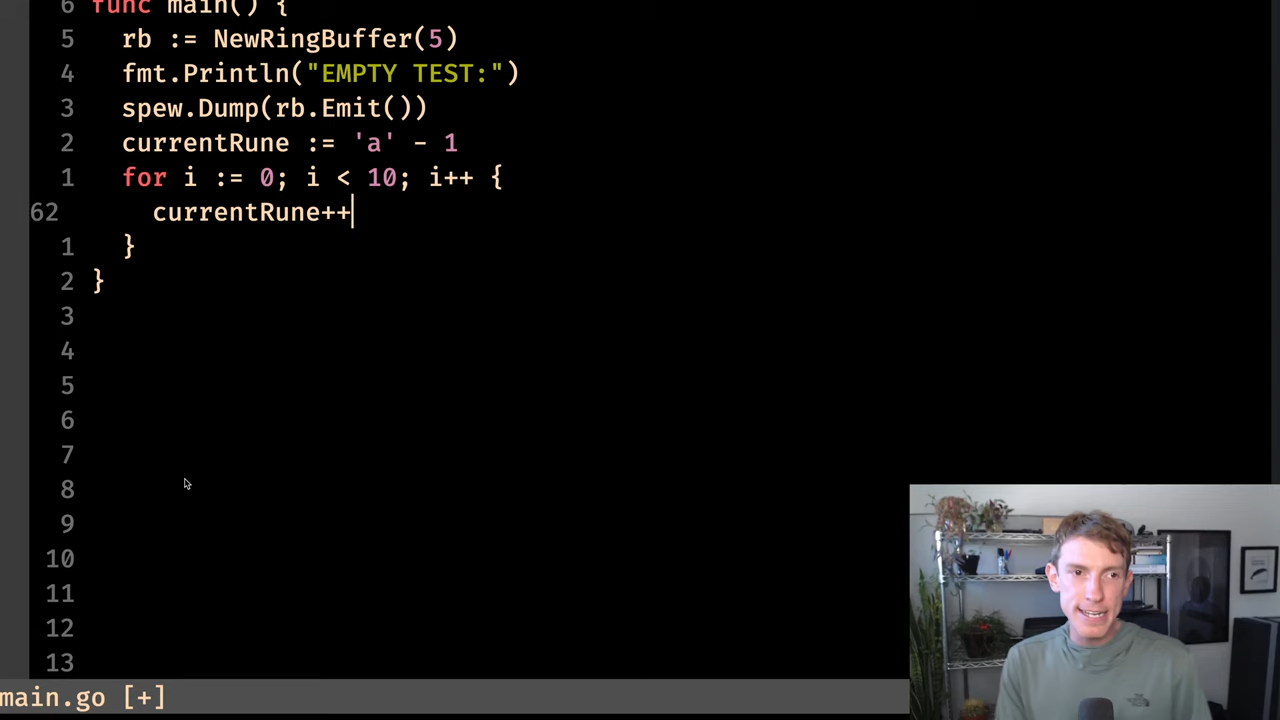 6 func main() {
5 rb := NewRingBuffer(5)
4 fmt.Println("EMPTY TEST:")
3 spew.Dump(rb.Emit())
2 currentRune := 'a' - 1
1 for i := 0; i < 10; i++ {
62 currentRune++
1 }
2 }
3
4
5
6
7
8
9
10
11
12
13
main.go [+]